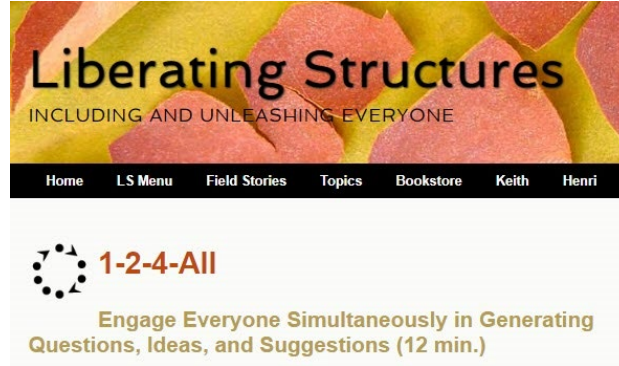 Liberating Structures
INCLUDING AND UNLEASHING EVERYONE
Home LS Menu Field Stories Topics Bookstore Keith Henri
1-2-4-All
Engage Everyone Simultaneously in Generating
Questions, Ideas, and Suggestions (12 min.)